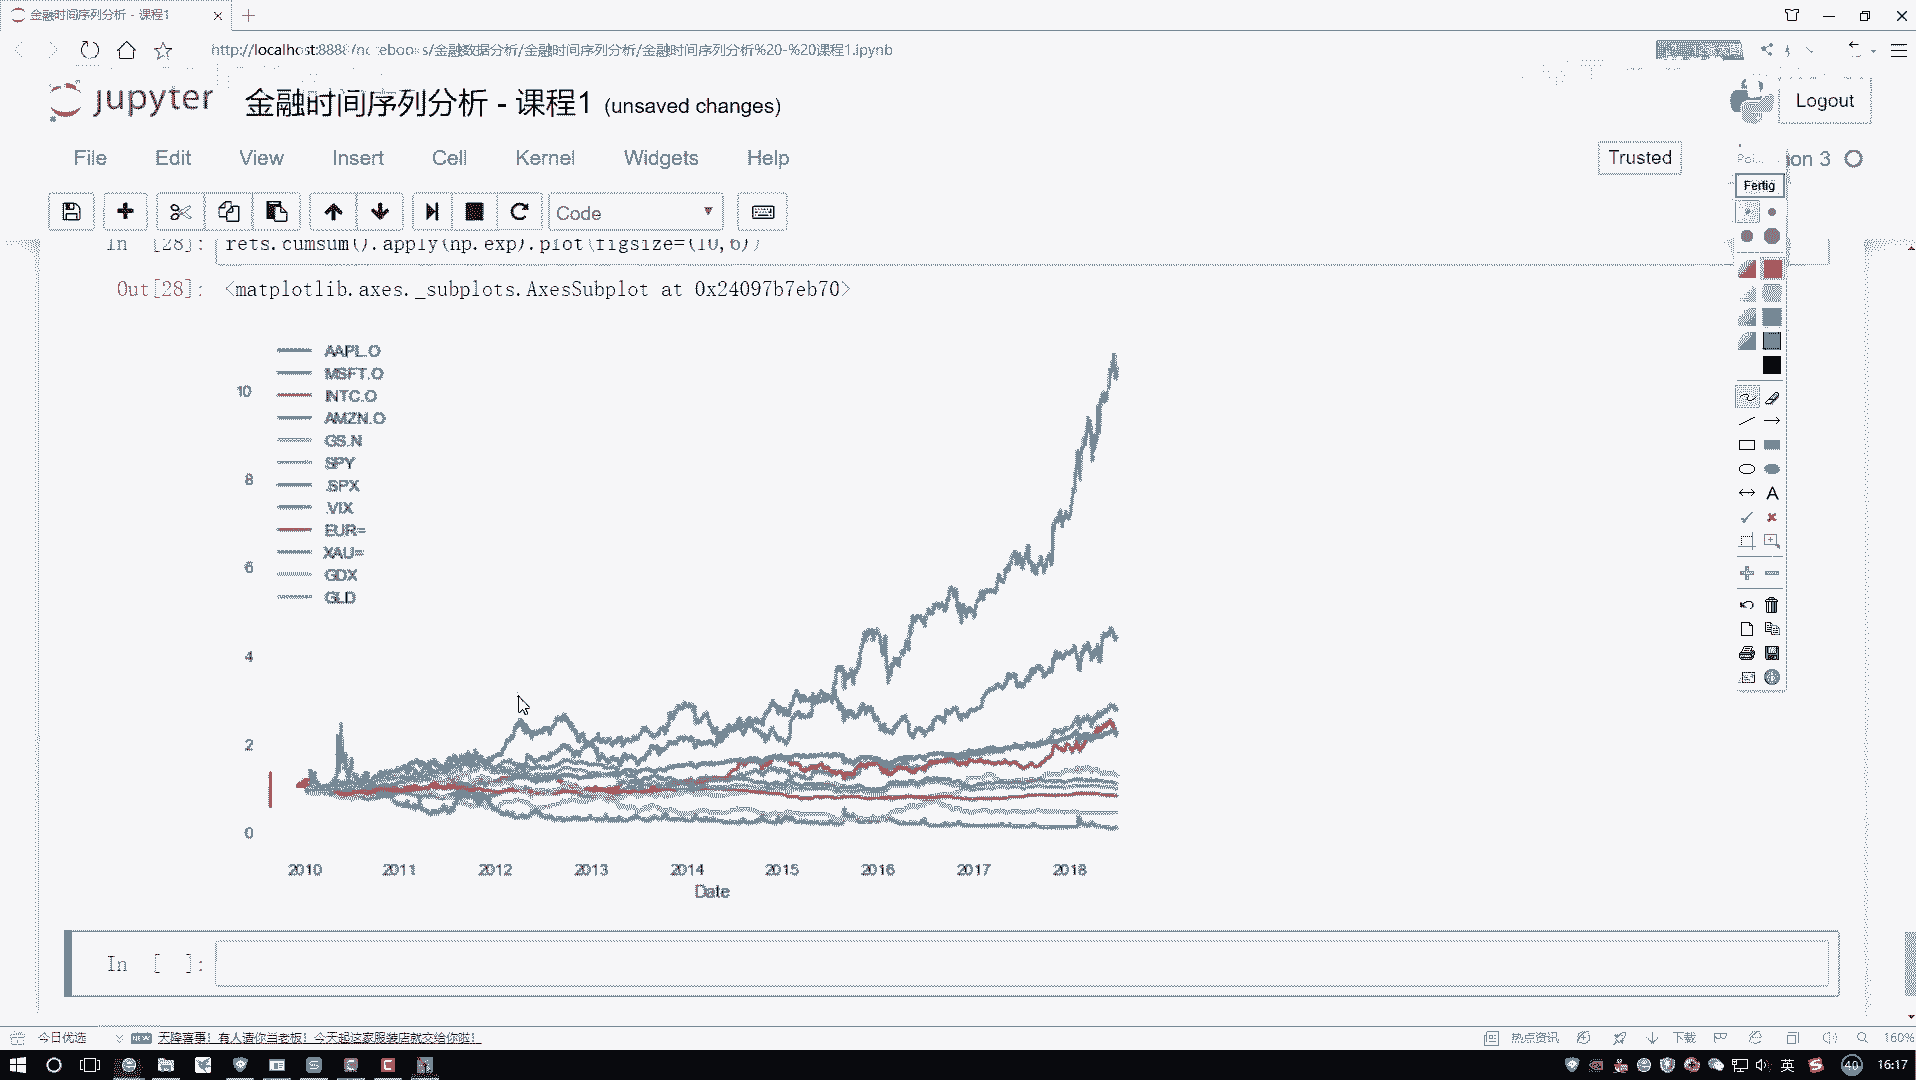 金融时间序列分析 - 课程1
http://localhost:8888/notebooks/金融数据分析/金融时间序列分析/金融时间序列分析%20-%20课程1.ipynb
jupyter 金融时间序列分析 - 课程1 (unsaved changes)
Logout
File Edit View Insert Cell Kernel Widgets Help
Trusted
on 3
Fertig
Code
In [28]: rets.cumsum().apply(np.exp).plot(figsize=(10,6))
Out[28]: <matplotlib.axes._subplots.AxesSubplot at 0x24097b7eb70>
AAPL.O
MSFT.O
INTC.O
AMZN.O
GS.N
SPY
.SPX
.VIX
EUR=
XAU=
GDX
GLD
10
8
6
4
2
0
2010 2011 2012 2013 2014 2015 2016 2017 2018
Date
In [ ]:
今日优选
NEW 天降喜事！有人请你当老板！今天起这家服装店就交给你啦！
热点资讯
下载
160%
英
40
16:17